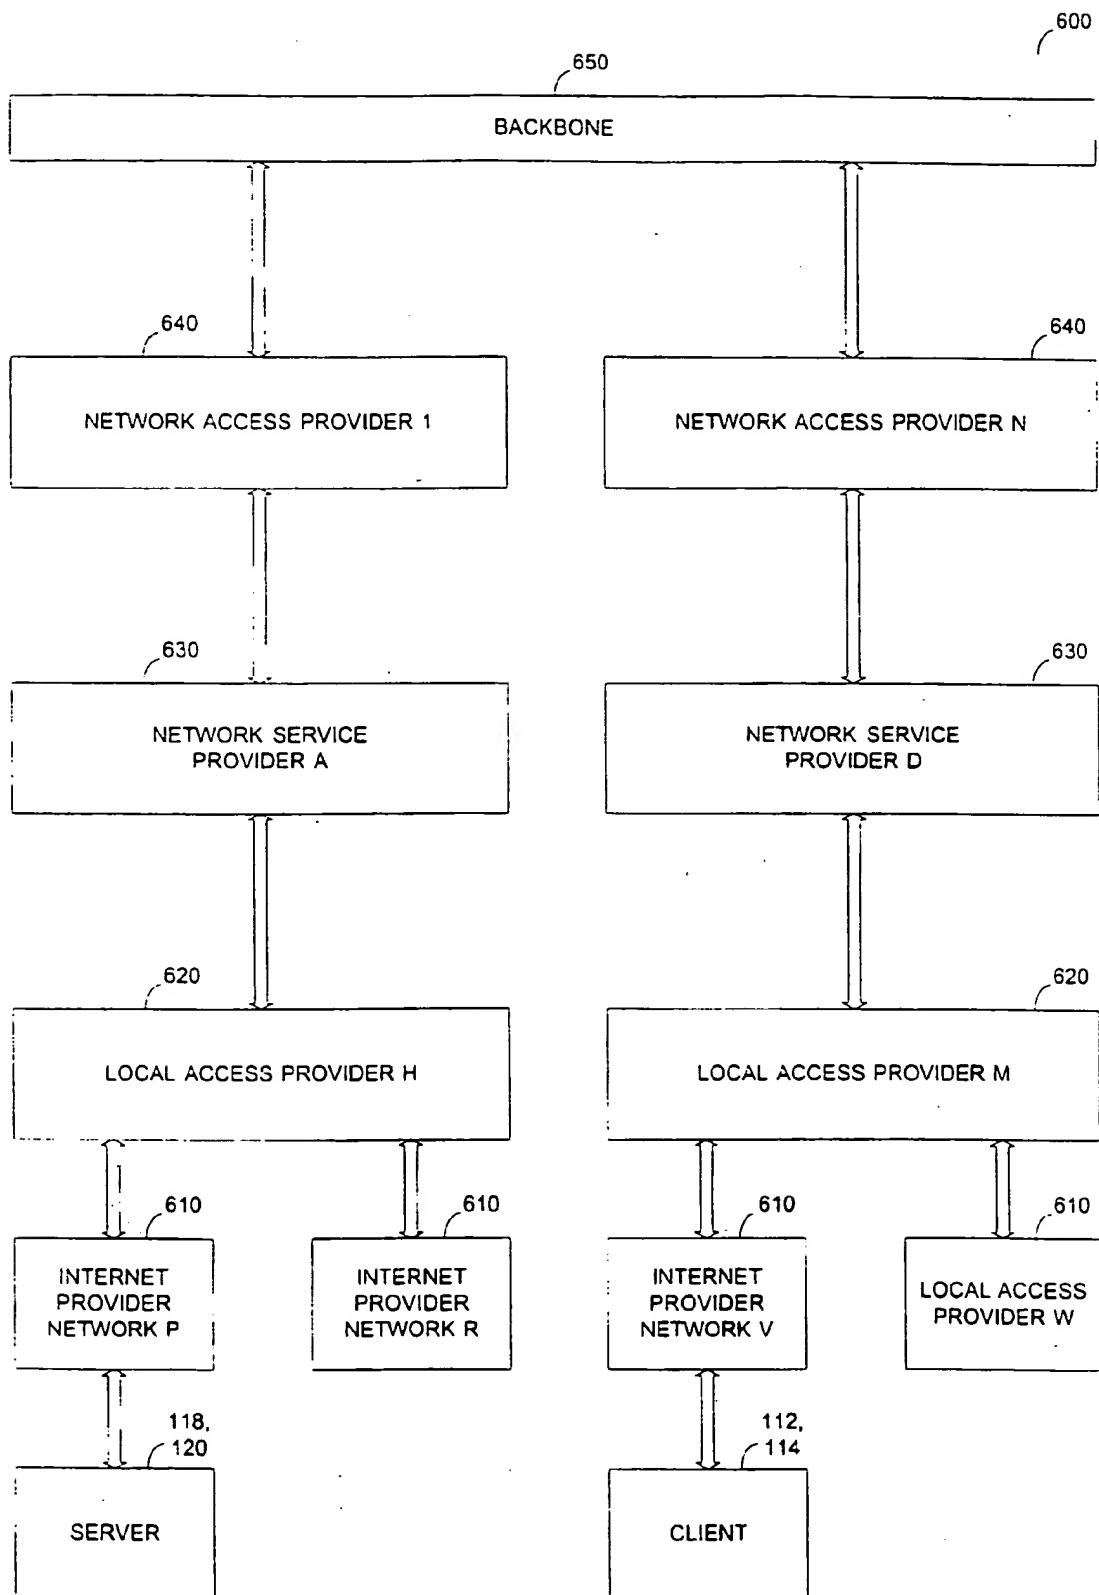 600
650
BACKBONE
640
640
NETWORK ACCESS PROVIDER 1
NETWORK ACCESS PROVIDER N
630
630
NETWORK SERVICE
PROVIDER A
NETWORK SERVICE
PROVIDER D
620
620
LOCAL ACCESS PROVIDER H
LOCAL ACCESS PROVIDER M
610
610
610
610
INTERNET
PROVIDER
NETWORK P
INTERNET
PROVIDER
NETWORK R
INTERNET
PROVIDER
NETWORK V
LOCAL ACCESS
PROVIDER W
118,
120
112,
114
SERVER
CLIENT